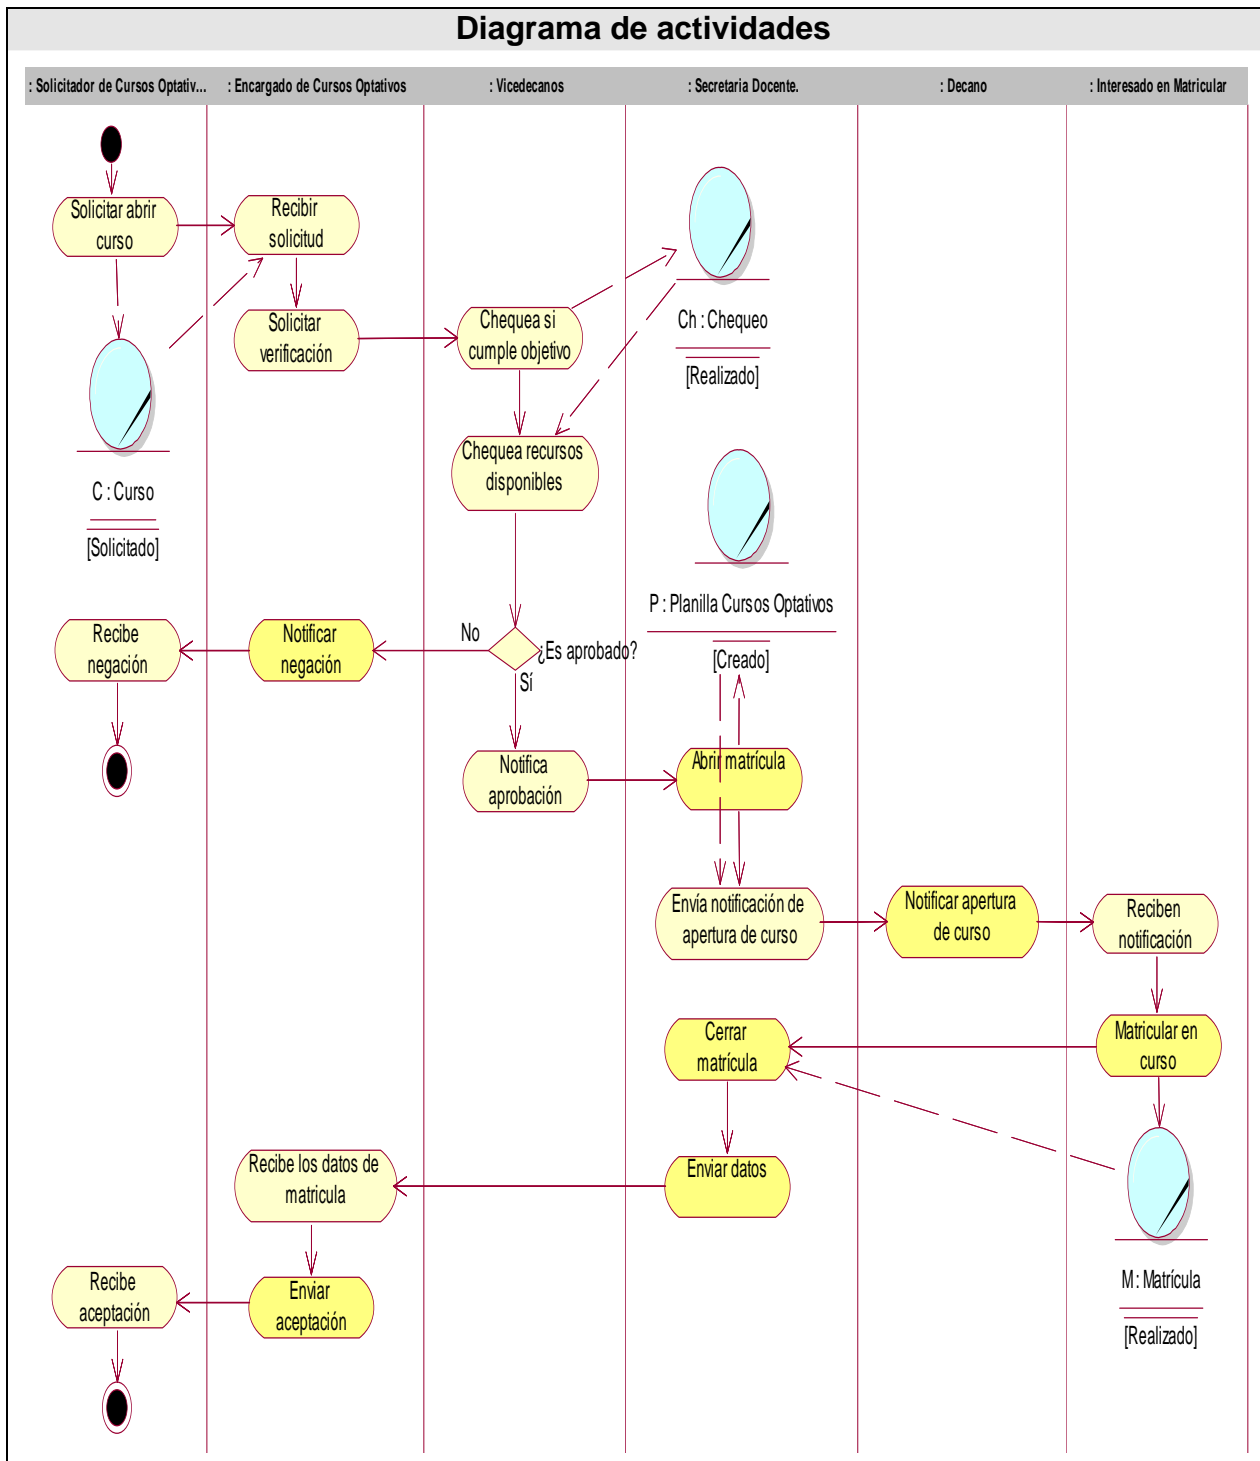 Diagrama de actividades
: Solicitador de Cursos Optativ...
: Encargado de Cursos Optativos
: Vicedecanos
: Secretaria Docente.
: Decano
: Interesado en Matricular
Solicitar abrir
curso
Recibir
solicitud
Solicitar
verificación
Chequea si
cumple objetivo
Ch : Chequeo
[Realizado]
Chequea recursos
disponibles
C : Curso
[Solicitado]
P : Planilla Cursos Optativos
[Creado]
Recibe
negación
Notificar
negación
No
¿Es aprobado?
Sí
Notifica
aprobación
Abrir matrícula
Envía notificación de
apertura de curso
Notificar apertura
de curso
Reciben
notificación
Cerrar
matrícula
Matricular en
curso
Recibe los datos de
matricula
Enviar datos
Recibe
aceptación
Enviar
aceptación
M : Matrícula
[Realizado]